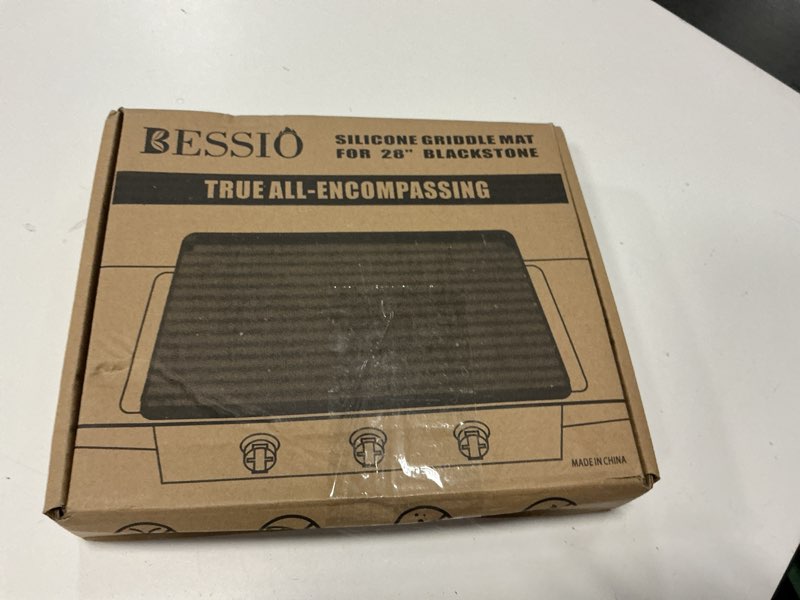 BESSIO
SILICONE GRIDDLE MAT
FOR 28" BLACKSTONE
TRUE ALL-ENCOMPASSING
MADE IN CHINA